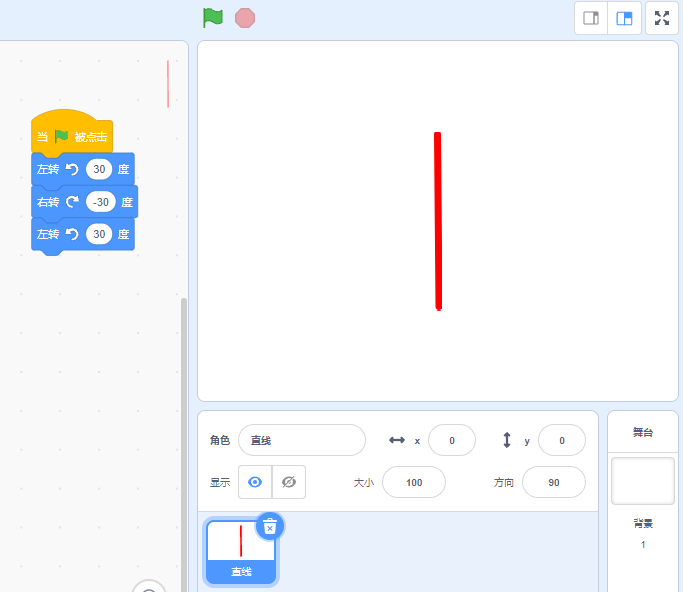 当 被点击
左转 30 度
右转 -30 度
左转 30 度
角色 直线 x 0 y 0
显示 大小 100 方向 90
直线
舞台
背景
1